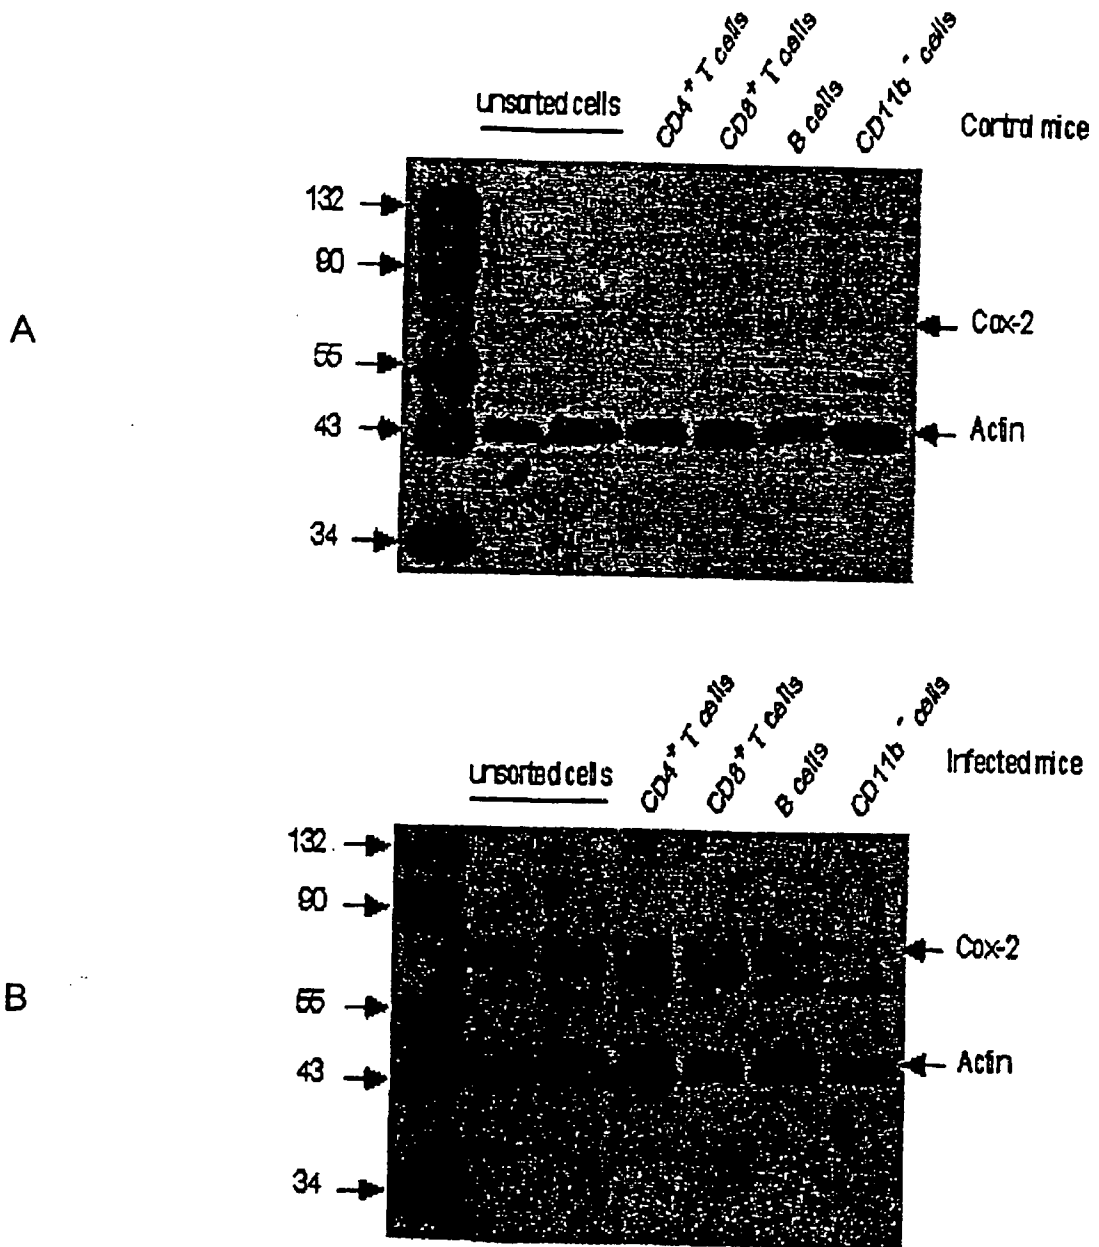 unsorted cells
CD4⁺ T cells
CD8⁺ T cells
B cells
CD11b⁻ cells
Control mice
132
90
A
Cox-2
55
43
Actin
34
unsorted cells
CD4⁺ T cells
CD8⁺ T cells
B cells
CD11b⁻ cells
Infected mice
132
90
Cox-2
B
55
43
Actin
34